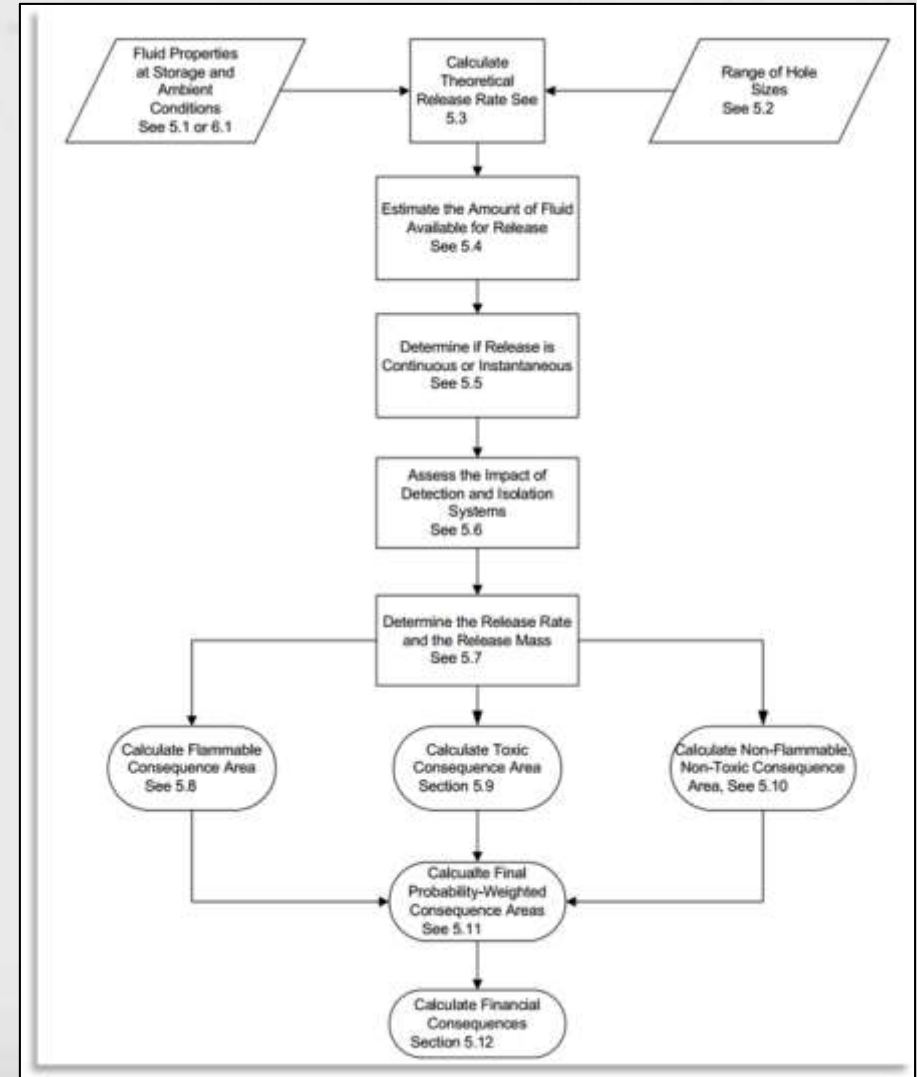 Fluid Properties
at Storage and
Ambient
Conditions
See 5.1 or 6.1
Calculate
Theoretical
Release Rate See
5.3
Range of Hole
Sizes
See 5.2
Estimate the Amount of Fluid
Available for Release
See 5.4
Determine if Release is
Continuous or Instantaneous
See 5.5
Assess the Impact of
Detection and Isolation
Systems
See 5.6
Determine the Release Rate
and the Release Mass
See 5.7
Calculate Flammable
Consequence Area
See 5.8
Calculate Toxic
Consequence Area
Section 5.9
Calculate Non-Flammable,
Non-Toxic Consequence
Area, See 5.10
Calcualte Final
Probability-Weighted
Consequence Areas
See 5.11
Calculate Financial
Consequences
Section 5.12